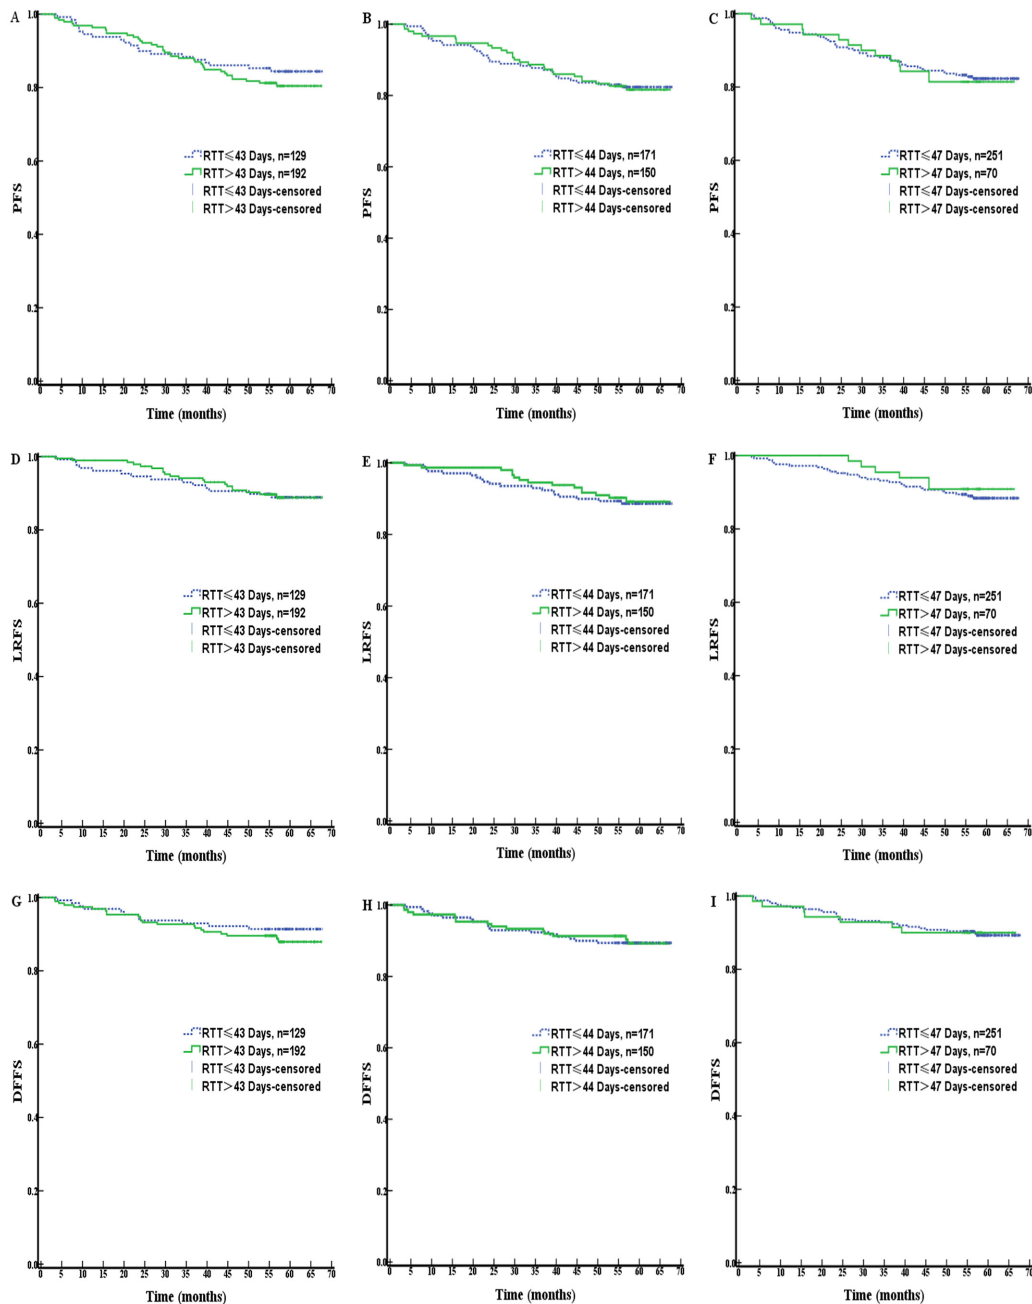 A
1.0
0.8
0.6
0.4
0.2
0.0
PFS
RTT≤43 Days, n=129
RTT>43 Days, n=192
RTT≤43 Days-censored
RTT>43 Days-censored
0 5 10 15 20 25 30 35 40 45 50 55 60 65 70
Time (months)
B
1.0
0.8
0.6
0.4
0.2
0.0
PFS
RTT≤44 Days, n=171
RTT>44 Days, n=150
RTT≤44 Days-censored
RTT>44 Days-censored
0 5 10 15 20 25 30 35 40 45 50 55 60 65 70
Time (months)
C
1.0
0.8
0.6
0.4
0.2
0.0
PFS
RTT≤47 Days, n=251
RTT>47 Days, n=70
RTT≤47 Days-censored
RTT>47 Days-censored
0 5 10 15 20 25 30 35 40 45 50 55 60 65 70
Time (months)
D
1.0
0.8
0.6
0.4
0.2
0.0
LRFS
RTT≤43 Days, n=129
RTT>43 Days, n=192
RTT≤43 Days-censored
RTT>43 Days-censored
0 5 10 15 20 25 30 35 40 45 50 55 60 65 70
Time (months)
E
1.0
0.8
0.6
0.4
0.2
0.0
LRFS
RTT≤44 Days, n=171
RTT>44 Days, n=150
RTT≤44 Days-censored
RTT>44 Days-censored
0 5 10 15 20 25 30 35 40 45 50 55 60 65 70
Time (months)
F
1.0
0.8
0.6
0.4
0.2
0.0
LRFS
RTT≤47 Days, n=251
RTT>47 Days, n=70
RTT≤47 Days-censored
RTT>47 Days-censored
0 5 10 15 20 25 30 35 40 45 50 55 60 65 70
Time (months)
G
1.0
0.8
0.6
0.4
0.2
0.0
DFFS
RTT≤43 Days, n=129
RTT>43 Days, n=192
RTT≤43 Days-censored
RTT>43 Days-censored
0 5 10 15 20 25 30 35 40 45 50 55 60 65 70
Time (months)
H
1.0
0.8
0.6
0.4
0.2
0.0
DFFS
RTT≤44 Days, n=171
RTT>44 Days, n=150
RTT≤44 Days-censored
RTT>44 Days-censored
0 5 10 15 20 25 30 35 40 45 50 55 60 65 70
Time (months)
I
1.0
0.8
0.6
0.4
0.2
0.0
DFFS
RTT≤47 Days, n=251
RTT>47 Days, n=70
RTT≤47 Days-censored
RTT>47 Days-censored
0 5 10 15 20 25 30 35 40 45 50 55 60 65 70
Time (months)